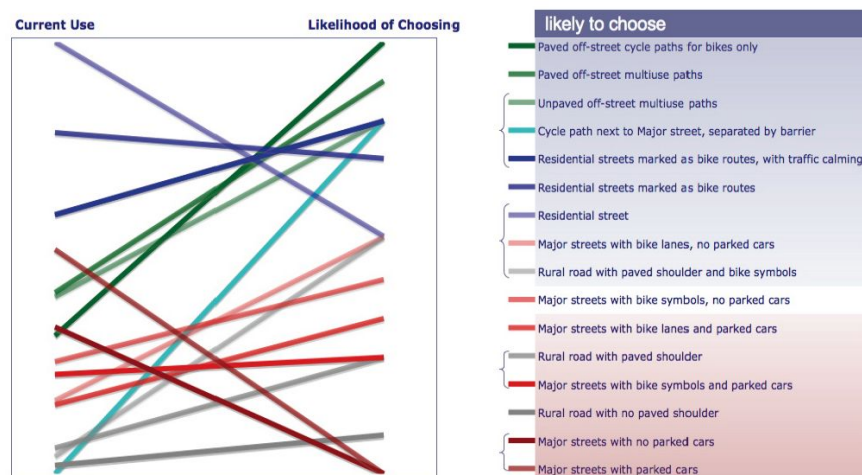 Current Use
Likelihood of Choosing
likely to choose
Paved off-street cycle paths for bikes only
Paved off-street multiuse paths
Unpaved off-street multiuse paths
Cycle path next to Major street, separated by barrier
Residential streets marked as bike routes, with traffic calming
Residential streets marked as bike routes
Residential street
Major streets with bike lanes, no parked cars
Rural road with paved shoulder and bike symbols
Major streets with bike symbols, no parked cars
Major streets with bike lanes and parked cars
Rural road with paved shoulder
Major streets with bike symbols and parked cars
Rural road with no paved shoulder
Major streets with no parked cars
Major streets with parked cars